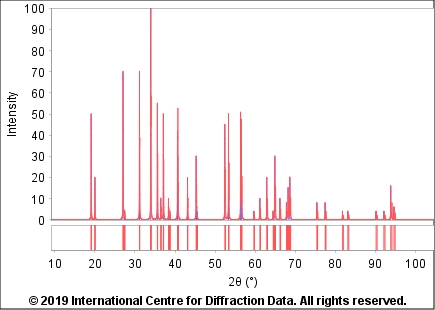 100
90
80
70
60
50
40
30
20
10
0
Intensity
10 20 30 40 50 60 70 80 90 100
2θ (°)
© 2019 International Centre for Diffraction Data. All rights reserved.